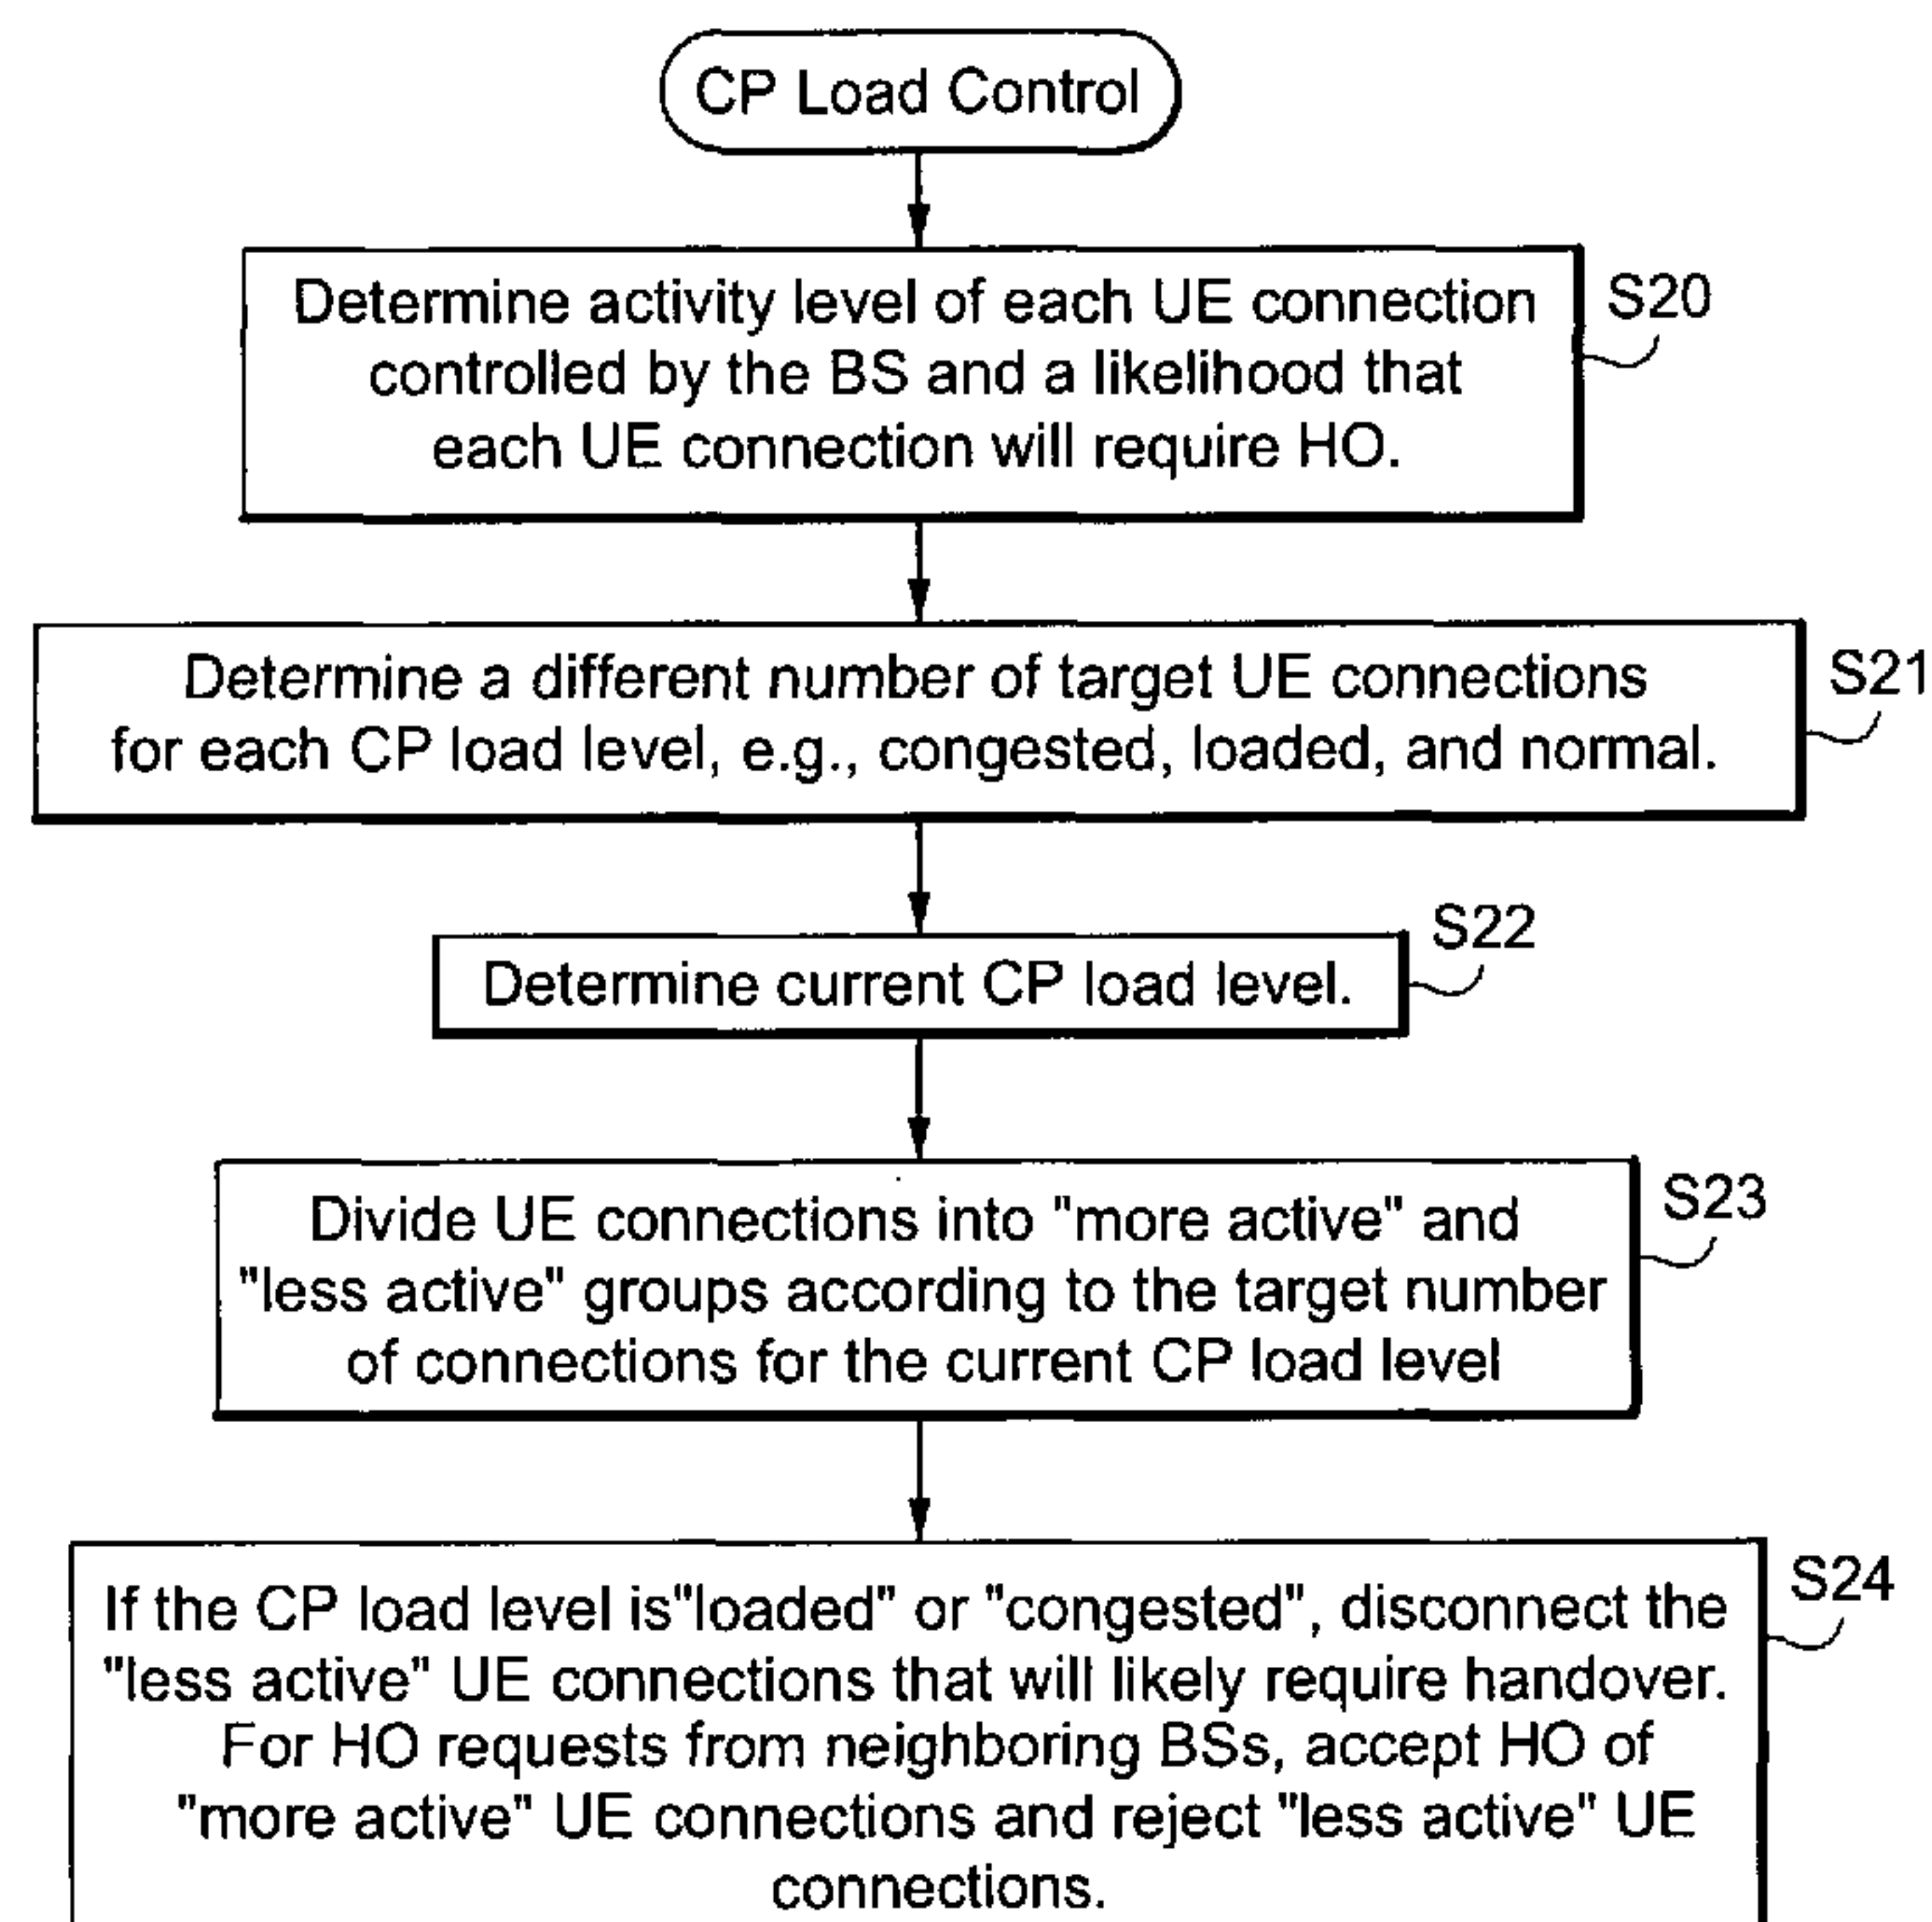 CP Load Control
Determine activity level of each UE connection
controlled by the BS and a likelihood that
each UE connection will require HO.
S20
Determine a different number of target UE connections
for each CP load level, e.g., congested, loaded, and normal.
S21
Determine current CP load level.
S22
Divide UE connections into "more active" and
"less active" groups according to the target number
of connections for the current CP load level
S23
If the CP load level is"loaded" or "congested", disconnect the
"less active" UE connections that will likely require handover.
For HO requests from neighboring BSs, accept HO of
"more active" UE connections and reject "less active" UE
connections.
S24